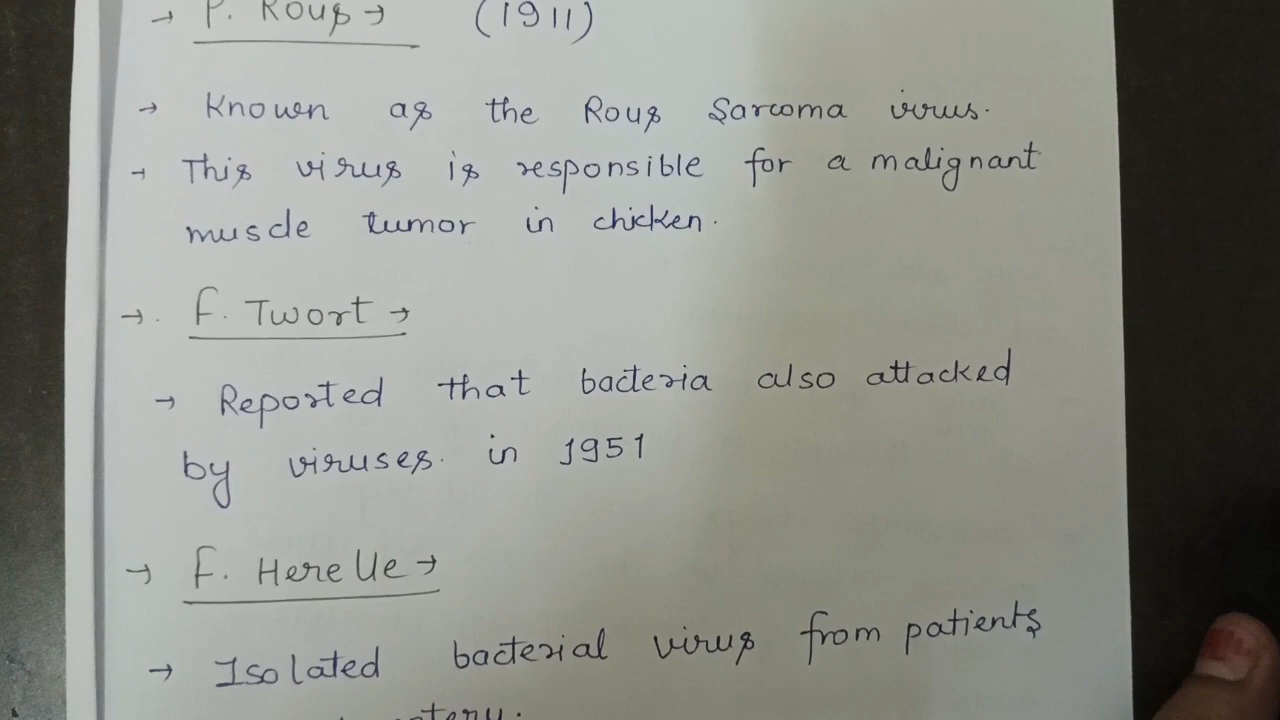 → P. Rous → (1911)
→ Known as the Rous Sarcoma virus.
→ This virus is responsible for a malignant
muscle tumor in chicken.
→. F. Twort →
→ Reported that bacteria also attacked
by viruses. in 1951
→ F. Herelle →
→ Isolated bacterial virus from patients